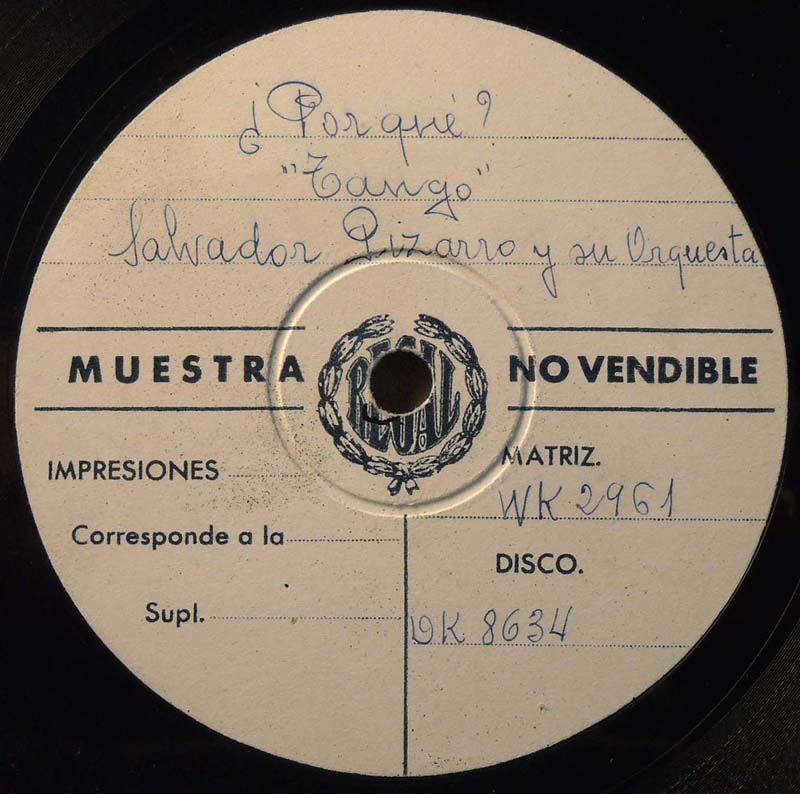 ¿Porqué?
"Tango"
Salvador Pizarro y su Orquesta
MUESTRA NO VENDIBLE
REGAL
IMPRESIONES
MATRIZ.
WK 2961
Corresponde a la
DISCO.
Supl.
DK 8634